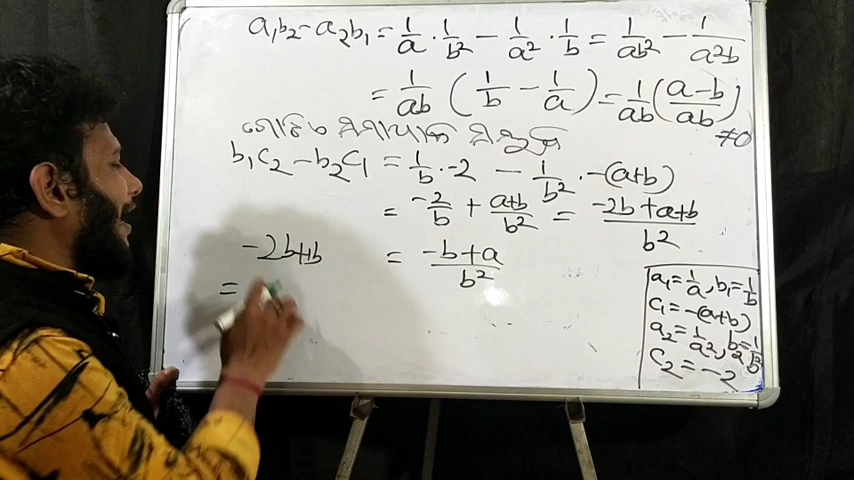 a₁b₂-a₂b₁ = 1/a · 1/b² - 1/a² · 1/b = 1/ab² - 1/a²b
= 1/ab (1/b - 1/a) = 1/ab (a-b/ab)
≠0
b₁c₂-b₂c₁ = 1/b · -2 - 1/b² · -(a+b)
= -2/b + a+b/b² = -2b+a+b/b²
-2b+b = -b+a/b²
=
a₁=1/a, b₁=1/b
c₁=-(a+b)
a₂=1/a², b₂=1/b²
c₂=-2